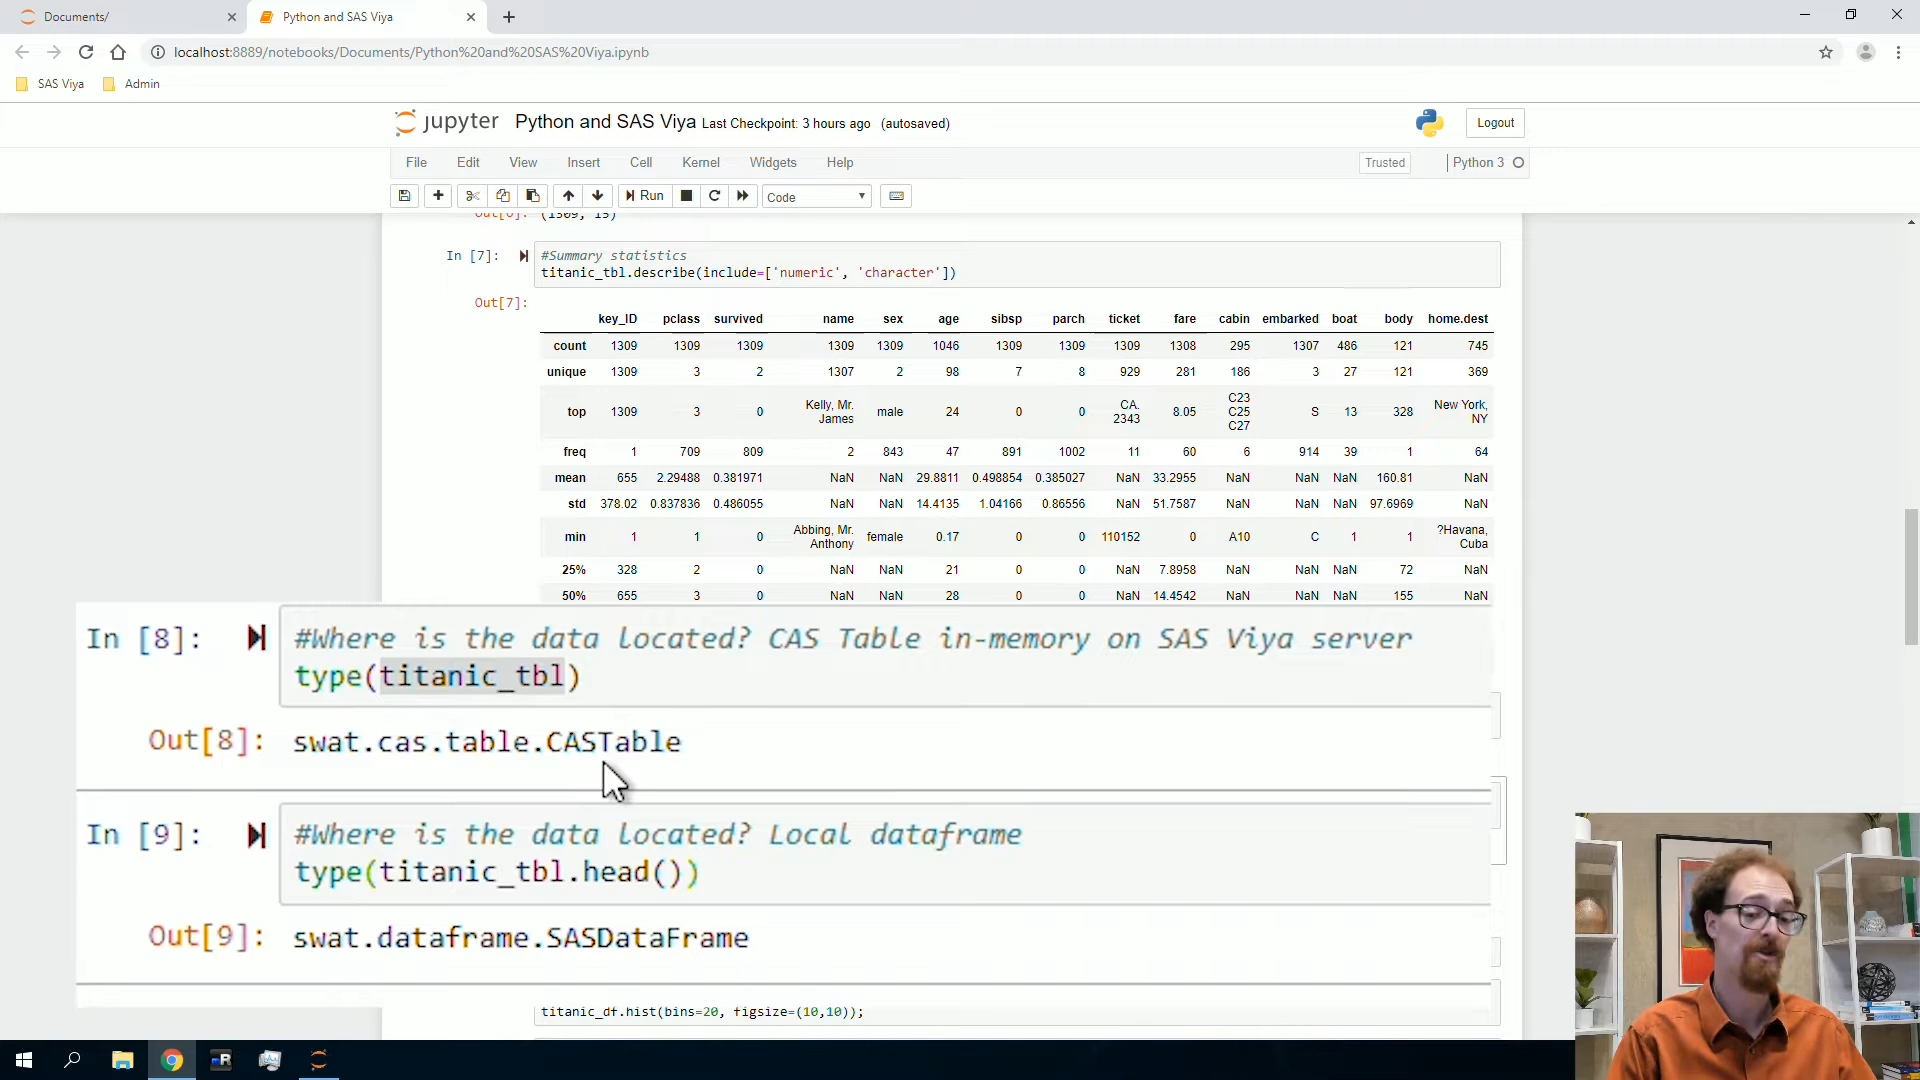 Documents/
Python and SAS Viya
localhost:8889/notebooks/Documents/Python%20and%20SAS%20Viya.ipynb
SAS Viya
Admin
jupyter Python and SAS Viya Last Checkpoint: 3 hours ago (autosaved)
Logout
File Edit View Insert Cell Kernel Widgets Help
Trusted
Python 3
Run
Code
Out[6]: (1309, 15)
In [7]: #Summary statistics
titanic_tbl.describe(include=['numeric', 'character'])
Out[7]:
key_ID pclass survived name sex age sibsp parch ticket fare cabin embarked boat body home.dest
count 1309 1309 1309 1309 1309 1046 1309 1309 1309 1308 295 1307 486 121 745
unique 1309 3 2 1307 2 98 7 8 929 281 186 3 27 121 369
top 1309 3 0 Kelly, Mr. James male 24 0 0 CA. 2343 8.05 C23 C25 C27 S 13 328 New York, NY
freq 1 709 809 2 843 47 891 1002 11 60 6 914 39 1 64
mean 655 2.29488 0.381971 NaN NaN 29.8811 0.498854 0.385027 NaN 33.2955 NaN NaN NaN 160.81 NaN
std 378.02 0.837836 0.486055 NaN NaN 14.4135 1.04166 0.86556 NaN 51.7587 NaN NaN NaN 97.6969 NaN
min 1 1 0 Abbing, Mr. Anthony female 0.17 0 0 110152 0 A10 C 1 1 ?Havana, Cuba
25% 328 2 0 NaN NaN 21 0 0 NaN 7.8958 NaN NaN NaN 72 NaN
50% 655 3 0 NaN NaN 28 0 0 NaN 14.4542 NaN NaN NaN 155 NaN
In [8]: #Where is the data located? CAS Table in-memory on SAS Viya server
type(titanic_tbl)
Out[8]: swat.cas.table.CASTable
In [9]: #Where is the data located? Local dataframe
type(titanic_tbl.head())
Out[9]: swat.dataframe.SASDataFrame
titanic_df.hist(bins=20, figsize=(10,10));